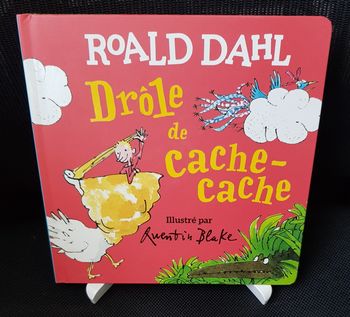 ROALD DAHL
Drôle
de
cache-
cache
Illustré par
Quentin Blake